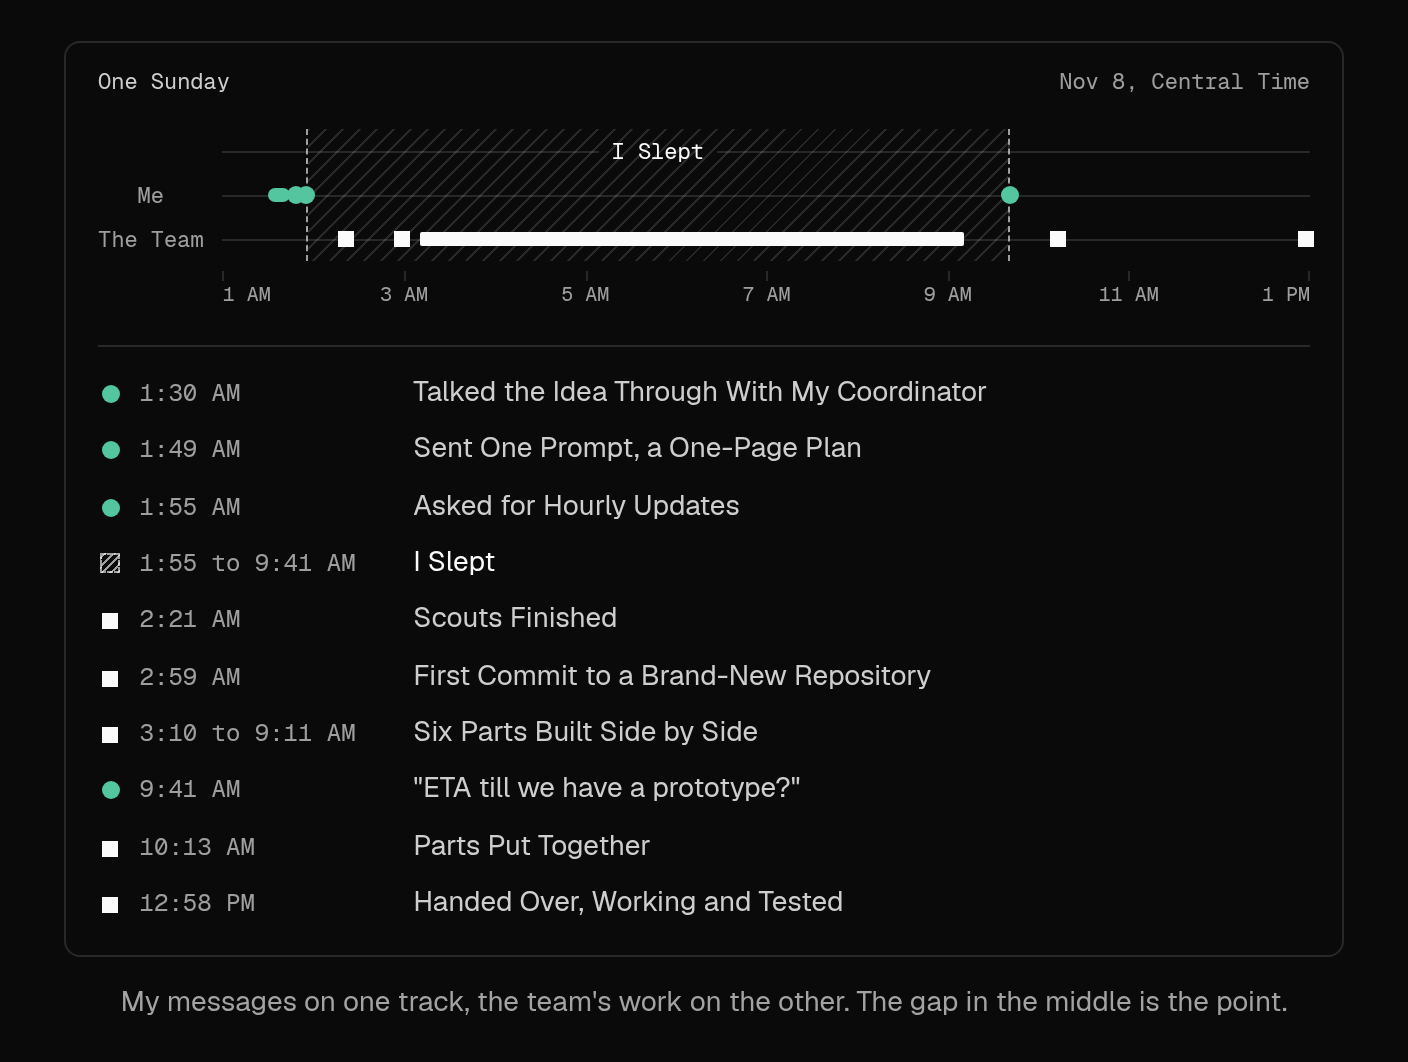 One Sunday
Nov 8, Central Time
I Slept
Me
The Team
1 AM 3 AM 5 AM 7 AM 9 AM 11 AM 1 PM
1:30 AM Talked the Idea Through With My Coordinator
1:49 AM Sent One Prompt, a One-Page Plan
1:55 AM Asked for Hourly Updates
1:55 to 9:41 AM I Slept
2:21 AM Scouts Finished
2:59 AM First Commit to a Brand-New Repository
3:10 to 9:11 AM Six Parts Built Side by Side
9:41 AM "ETA till we have a prototype?"
10:13 AM Parts Put Together
12:58 PM Handed Over, Working and Tested
My messages on one track, the team's work on the other. The gap in the middle is the point.